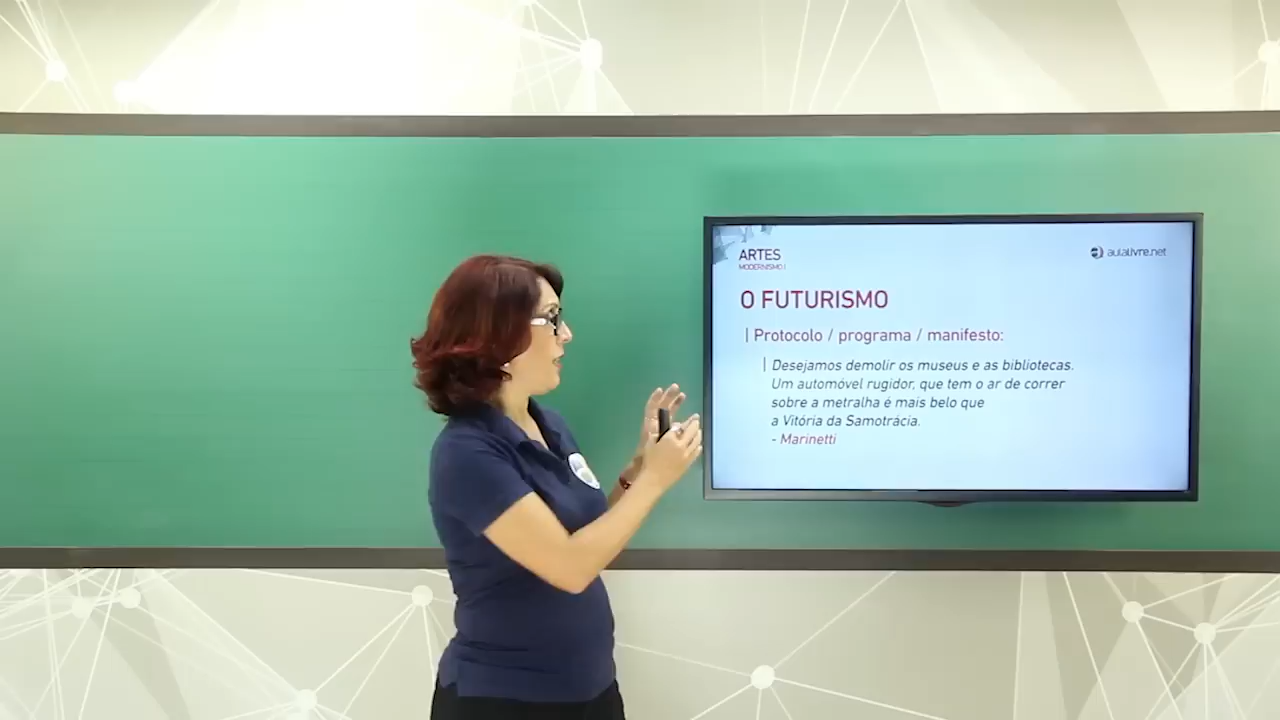 ARTES
MODERNISMO I
aulalivre.net
O FUTURISMO
Protocolo / programa / manifesto:
Desejamos demolir os museus e as bibliotecas.
Um automóvel rugidor, que tem o ar de correr
sobre a metralha é mais belo que
a Vitória da Samotrácia.
- Marinetti